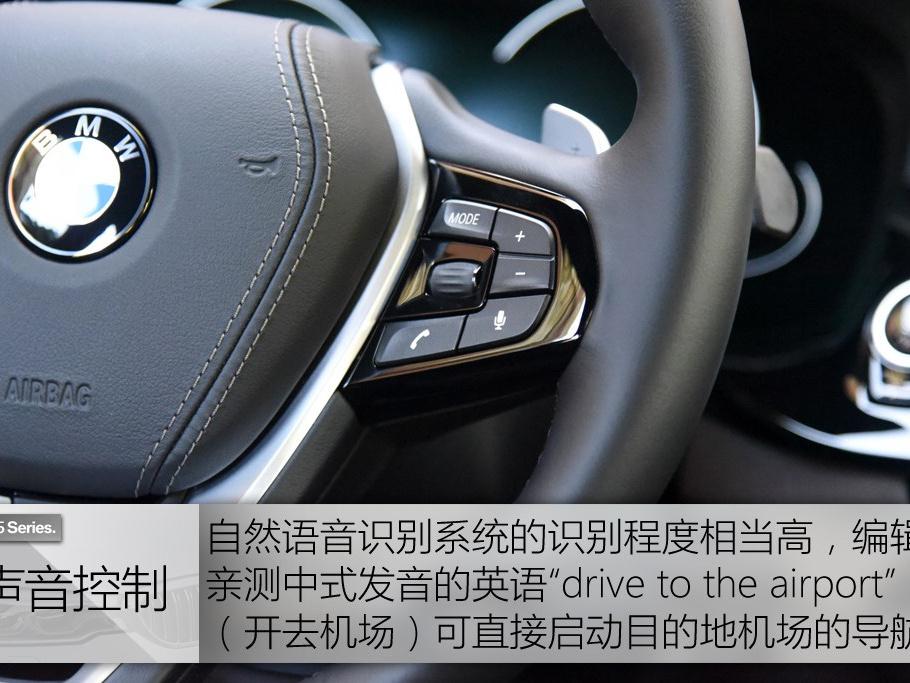 BMW
MODE
+
-
AIRBAG
5 Series.
声音控制
自然语音识别系统的识别程度相当高，编辑
亲测中式发音的英语“drive to the airport”
（开去机场）可直接启动目的地机场的导航